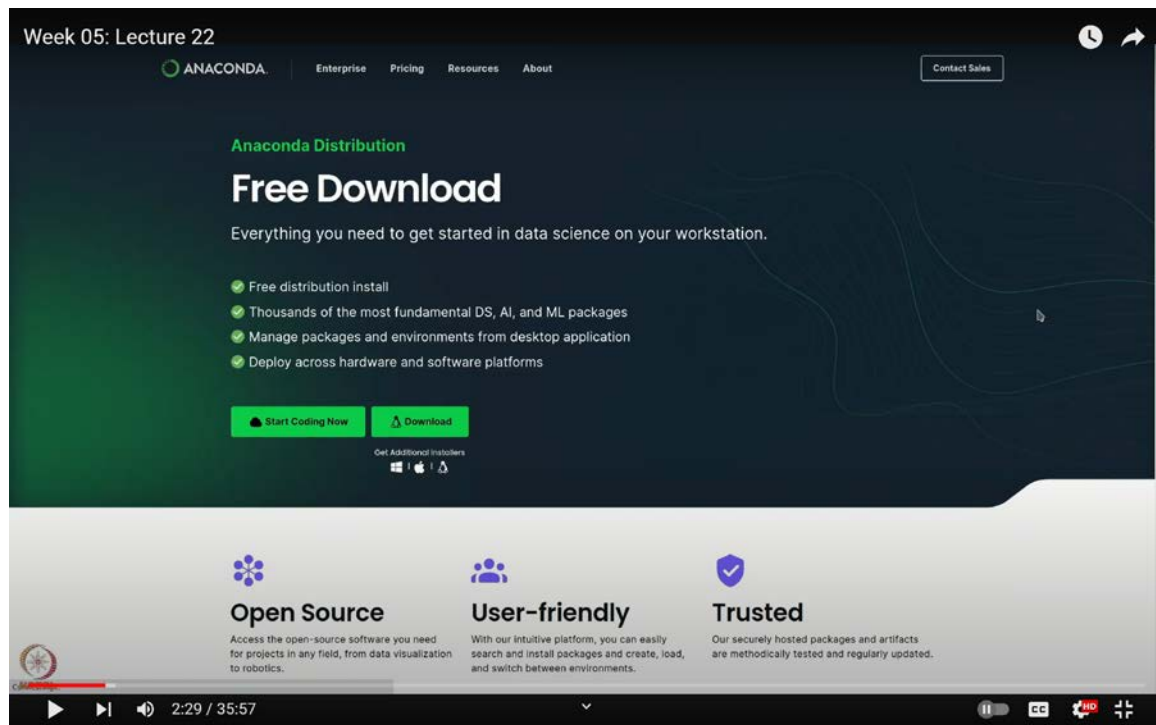 Week 05: Lecture 22
ANACONDA.
Enterprise Pricing Resources About
Contact Sales
Anaconda Distribution
Free Download
Everything you need to get started in data science on your workstation.
Free distribution install
Thousands of the most fundamental DS, AI, and ML packages
Manage packages and environments from desktop application
Deploy across hardware and software platforms
Start Coding Now
Download
Get Additional Installers
Open Source
Access the open-source software you need
for projects in any field, from data visualization
to robotics.
User-friendly
With our intuitive platform, you can easily
search and install packages and create, load,
and switch between environments.
Trusted
Our securely hosted packages and artifacts
are methodically tested and regularly updated.
2:29 / 35:57
CC
HD